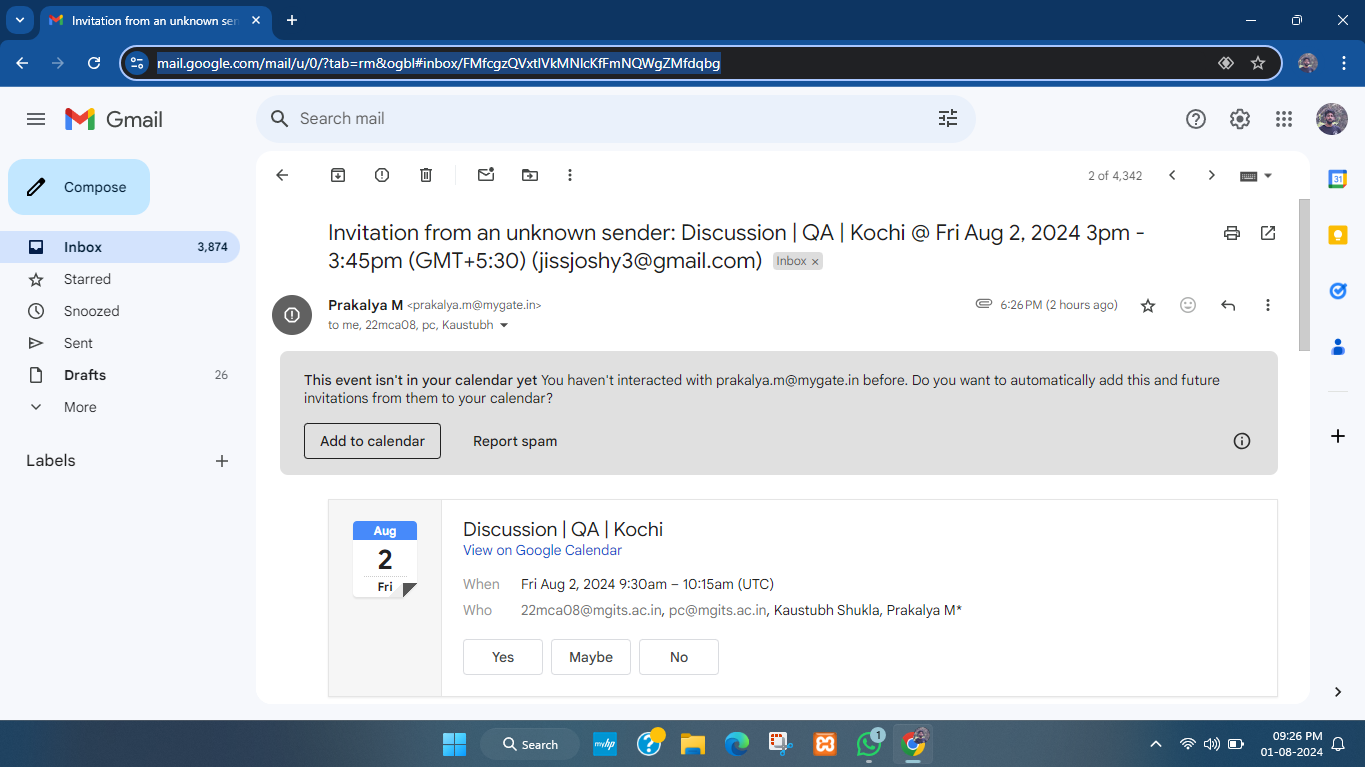 Invitation from an unknown sen
mail.google.com/mail/u/0/?tab=rm&ogbl#inbox/FMfcgzQVxtlVkMNlcKfFmNQWgZMfdqbg
Gmail
Search mail
Compose
2 of 4,342
Inbox 3,874
Starred
Snoozed
Sent
Drafts 26
More
Labels
Invitation from an unknown sender: Discussion | QA | Kochi @ Fri Aug 2, 2024 3pm -
3:45pm (GMT+5:30) (jissjoshy3@gmail.com) Inbox ×
Prakalya M <prakalya.m@mygate.in> 6:26 PM (2 hours ago)
to me, 22mca08, pc, Kaustubh
This event isn't in your calendar yet You haven't interacted with prakalya.m@mygate.in before. Do you want to automatically add this and future
invitations from them to your calendar?
Add to calendar Report spam
Aug
2
Fri
Discussion | QA | Kochi
View on Google Calendar
When Fri Aug 2, 2024 9:30am – 10:15am (UTC)
Who 22mca08@mgits.ac.in, pc@mgits.ac.in, Kaustubh Shukla, Prakalya M*
Yes Maybe No
31
Search
myhp
1
09:26 PM
01-08-2024